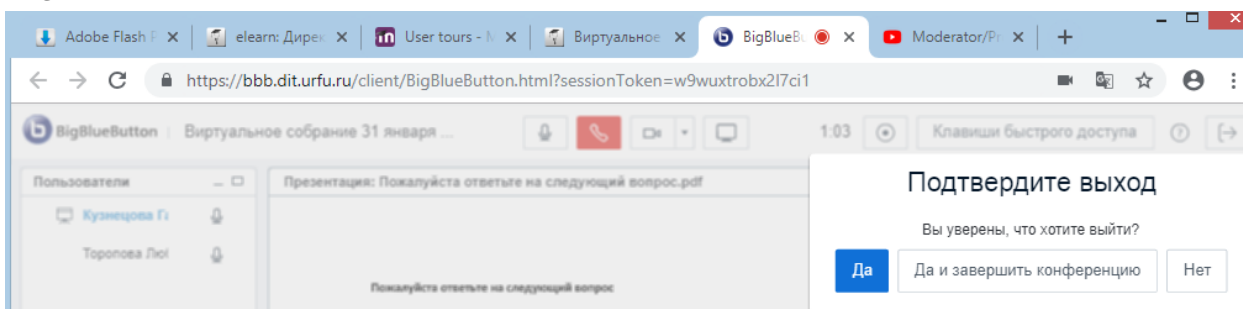 Adobe Flash P elearn: Дирек User tours - M Виртуальное BigBlueBu Moderator/Pr
https://bbb.dit.urfu.ru/client/BigBlueButton.html?sessionToken=w9wuxtrobx2l7ci1
BigBlueButton Виртуальное собрание 31 января ... 1:03 Клавиши быстрого доступа
Пользователи Презентация: Пожалуйста ответьте на следующий вопрос.pdf
Кузнецова Га
Торопова Люб
Пожалуйста ответьте на следующий вопрос
Подтвердите выход
Вы уверены, что хотите выйти?
Да Да и завершить конференцию Нет